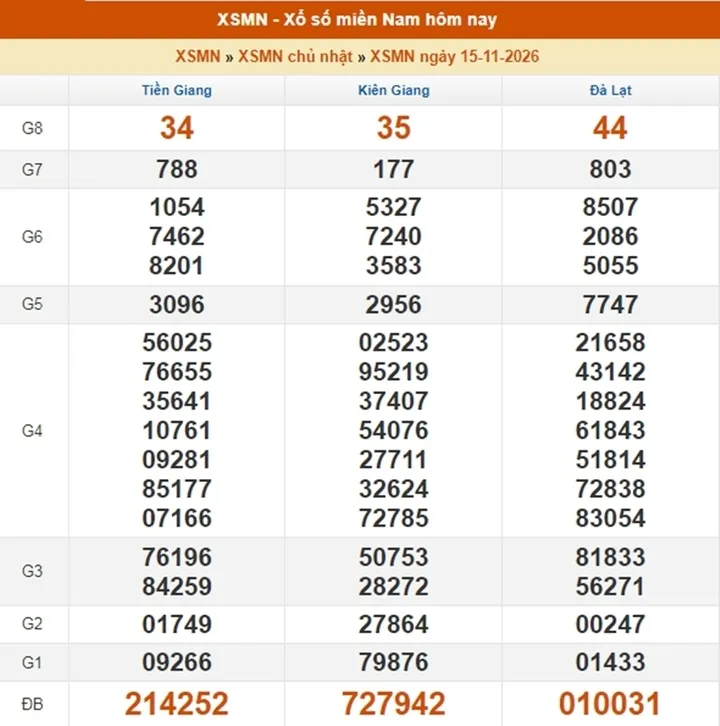 XSMN - Xổ số miền Nam hôm nay
XSMN » XSMN chủ nhật » XSMN ngày 15-11-2026
Tiền Giang Kiên Giang Đà Lạt
G8 34 35 44
G7 788 177 803
1054 5327 8507
G6 7462 7240 2086
8201 3583 5055
G5 3096 2956 7747
56025 02523 21658
76655 95219 43142
35641 37407 18824
G4 10761 54076 61843
09281 27711 51814
85177 32624 72838
07166 72785 83054
G3 76196 50753 81833
84259 28272 56271
G2 01749 27864 00247
G1 09266 79876 01433
ĐB 214252 727942 010031